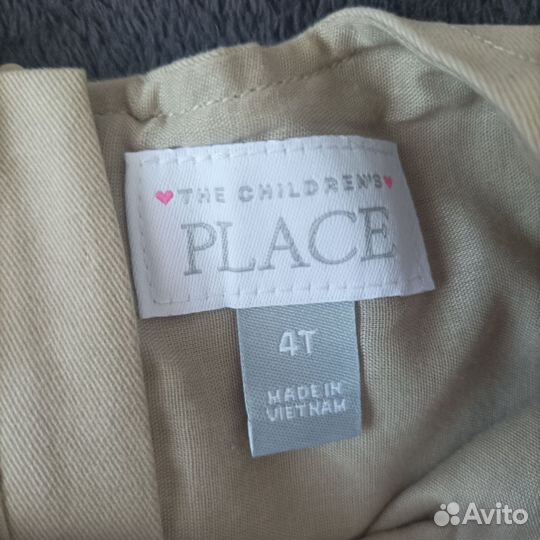 THE CHILDREN'S
PLACE
4T
MADE IN
VIETNAM
Avito